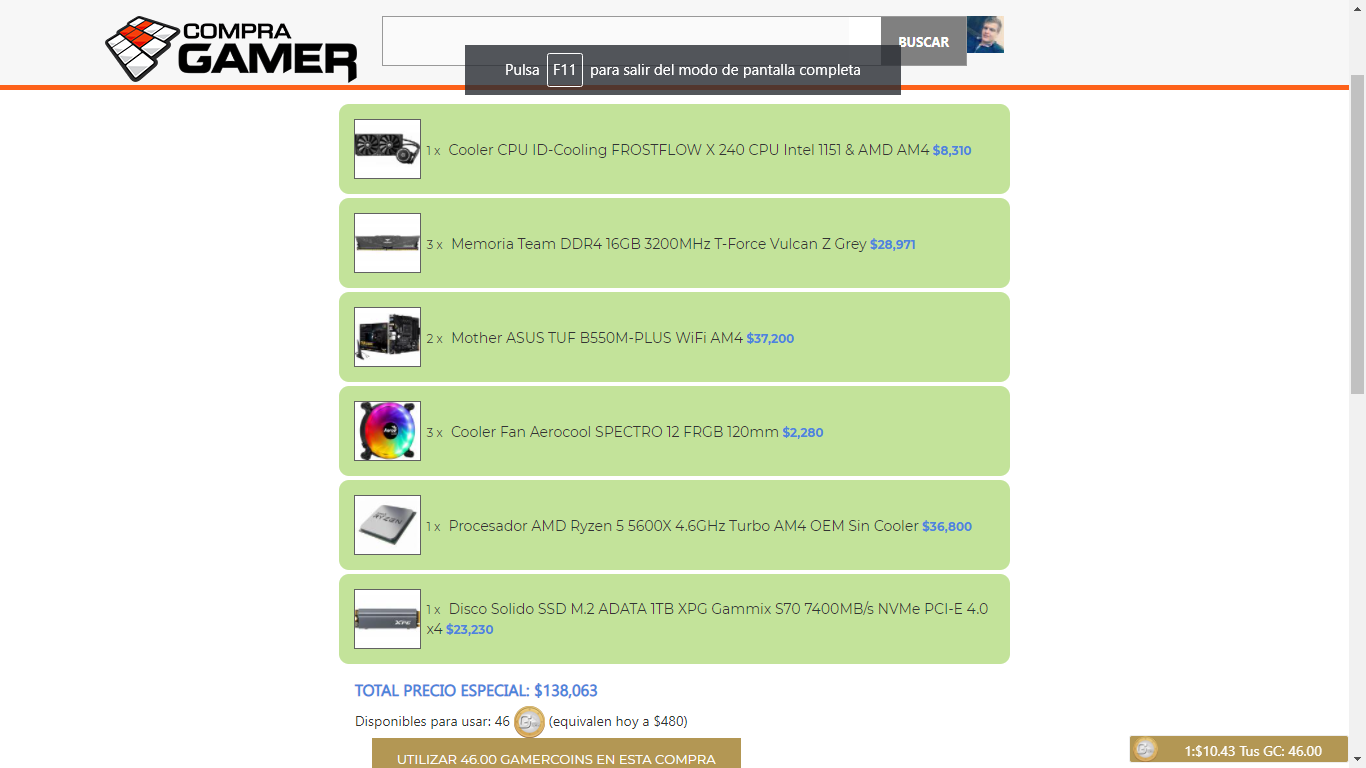 COMPRA
GAMER
BUSCAR
Pulsa F11 para salir del modo de pantalla completa
1 x Cooler CPU ID-Cooling FROSTFLOW X 240 CPU Intel 1151 & AMD AM4 $8,310
3 x Memoria Team DDR4 16GB 3200MHz T-Force Vulcan Z Grey $28,971
2 x Mother ASUS TUF B550M-PLUS WiFi AM4 $37,200
3 x Cooler Fan Aerocool SPECTRO 12 FRGB 120mm $2,280
1 x Procesador AMD Ryzen 5 5600X 4.6GHz Turbo AM4 OEM Sin Cooler $36,800
1 x Disco Solido SSD M.2 ADATA 1TB XPG Gammix S70 7400MB/s NVMe PCI-E 4.0
x4 $23,230
TOTAL PRECIO ESPECIAL: $138,063
Disponibles para usar: 46 (equivalen hoy a $480)
UTILIZAR 46.00 GAMERCOINS EN ESTA COMPRA
1:$10.43 Tus GC: 46.00